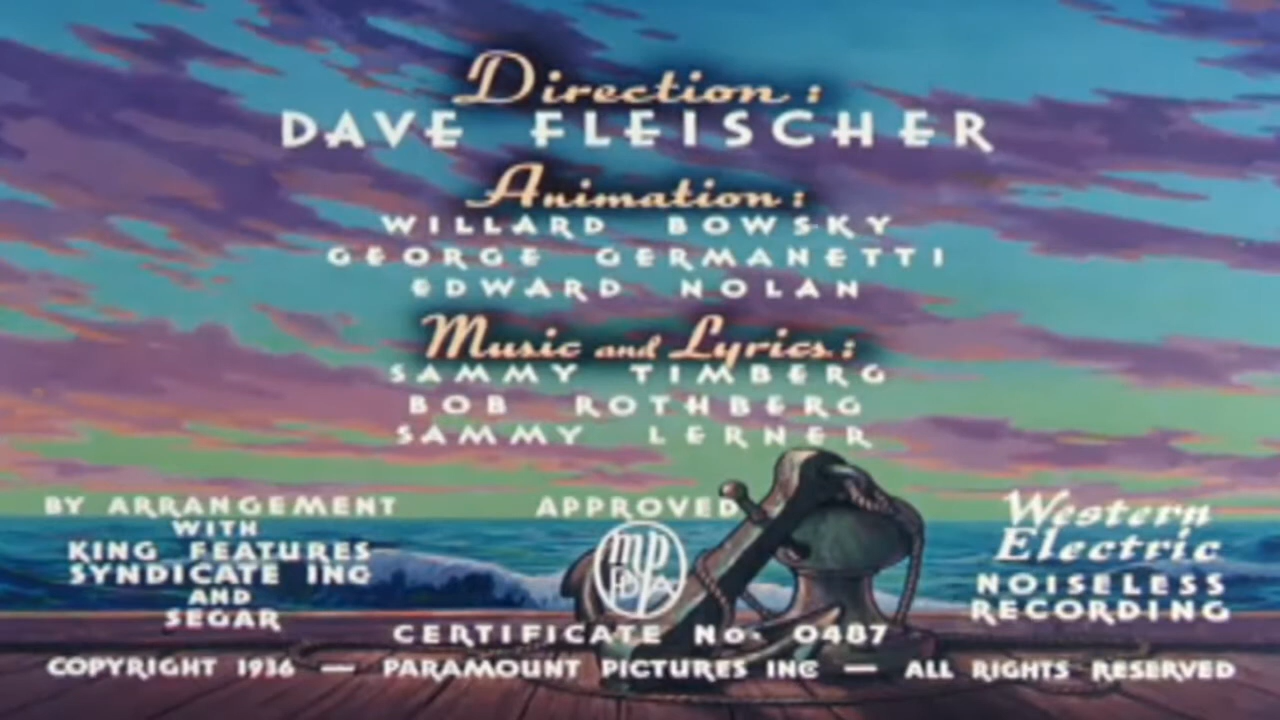 Direction:
DAVE FLEISCHER
Animation:
WILLARD BOWSKY
GEORGE GERMANETTI
EDWARD NOLAN
Music and Lyrics:
SAMMY TIMBERG
BOB ROTHBERG
SAMMY LERNER
BY ARRANGEMENT
WITH
KING FEATURES
SYNDICATE INC
AND
SEGAR
APPROVED
MPPDA
CERTIFICATE No. 0487
Western
Electric
NOISELESS
RECORDING
COPYRIGHT 1936 — PARAMOUNT PICTURES INC — ALL RIGHTS RESERVED